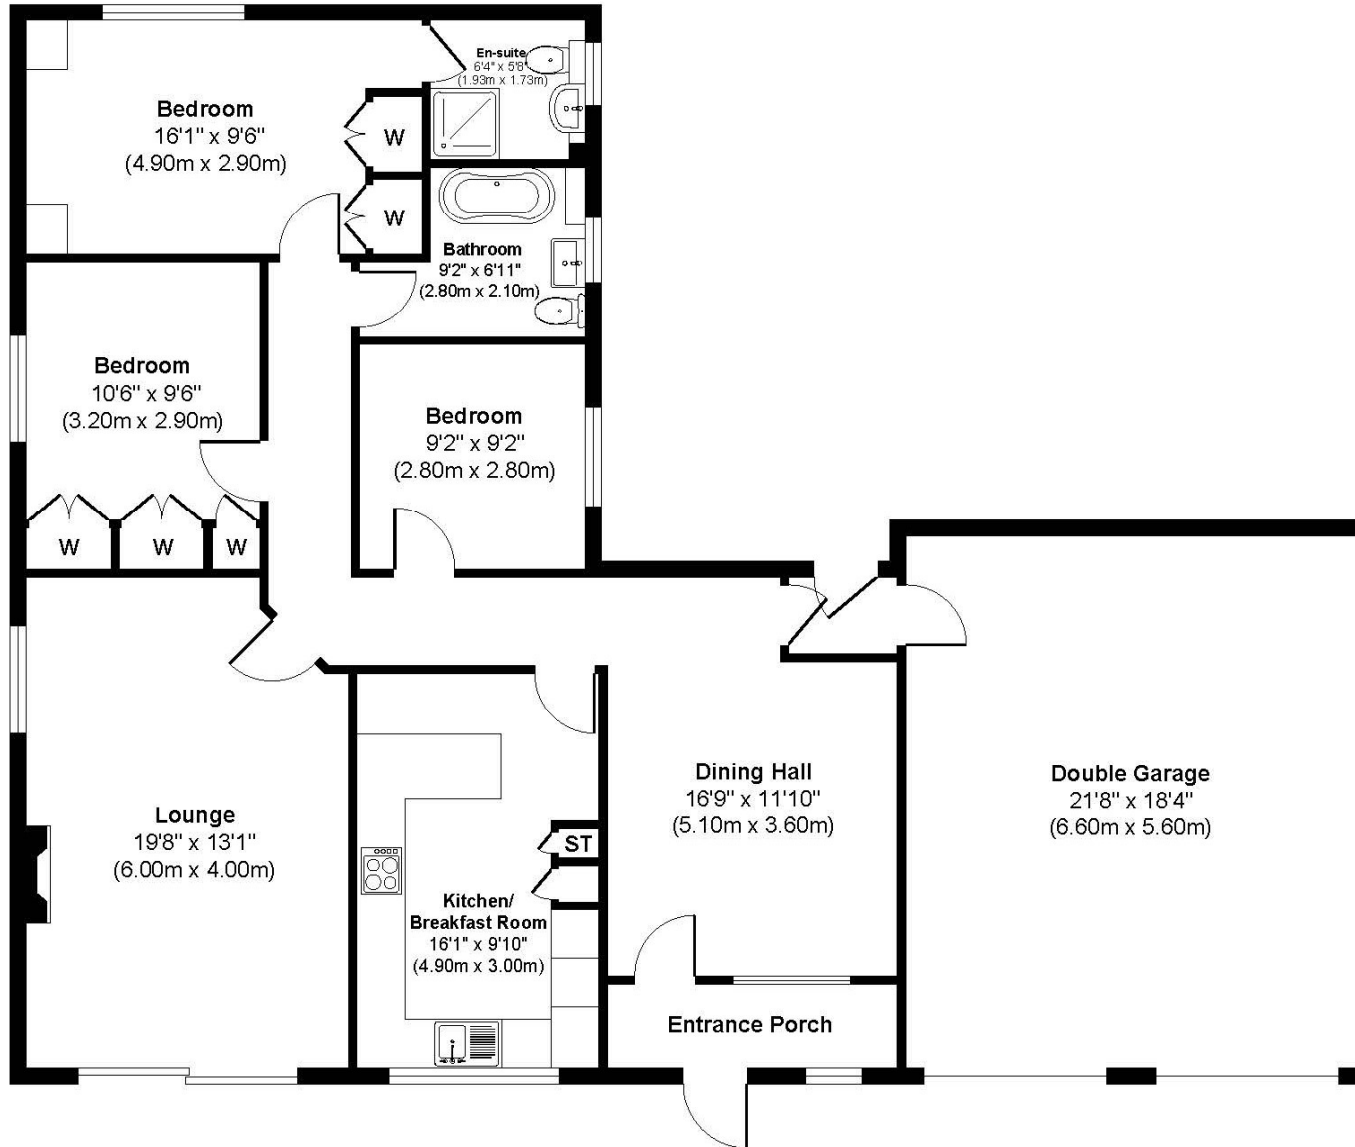 En-suite
6'4" x 5'8"
(1.93m x 1.73m)
Bedroom
16'1" x 9'6"
(4.90m x 2.90m)
W
W
Bathroom
9'2" x 6'11"
(2.80m x 2.10m)
Bedroom
10'6" x 9'6"
(3.20m x 2.90m)
W
W
W
Bedroom
9'2" x 9'2"
(2.80m x 2.80m)
Lounge
19'8" x 13'1"
(6.00m x 4.00m)
ST
Kitchen/
Breakfast Room
16'1" x 9'10"
(4.90m x 3.00m)
Dining Hall
16'9" x 11'10"
(5.10m x 3.60m)
Entrance Porch
Double Garage
21'8" x 18'4"
(6.60m x 5.60m)